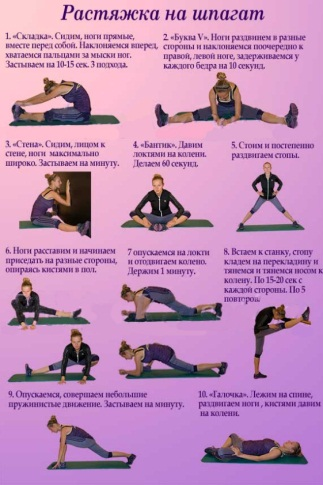 Растяжка на шпагат
1. «Складка». Сидим, ноги прямые,
вместе перед собой. Наклоняемся вперед,
хватаемся пальцами за мыски ног.
Застываем на 10-15 сек. 3 подхода.
2. «Буква V». Ноги раздвинем в разные
стороны и наклоняемся поочередно к
правой, левой ноге, задерживаемся у
каждого бедра на 10 секунд.
3. «Стена». Сидим, лицом к
стене, ноги максимально
широко. Застываем на минуту.
4. «Бантик». Давим
локтями на колени.
Делаем 60 секунд.
5. Стоим и постепенно
раздвигаем стопы.
6. Ноги расставим и начинаем
приседать на разные стороны,
опираясь кистями в пол.
7 опускаемся на локти
и отодвигаем колено.
Держим 1 минуту.
8. Встаем к станку, стопу
кладем на перекладину и
тянемся и тянемся носом к
колену. По 15-20 сек с
каждой стороны. По 5
повторов.
9. Опускаемся, совершаем небольшие
пружинистые движение. Застываем на минуту.
10. «Галочка». Лежим на спине,
раздвигаем ноги , кистями давим
на колени.